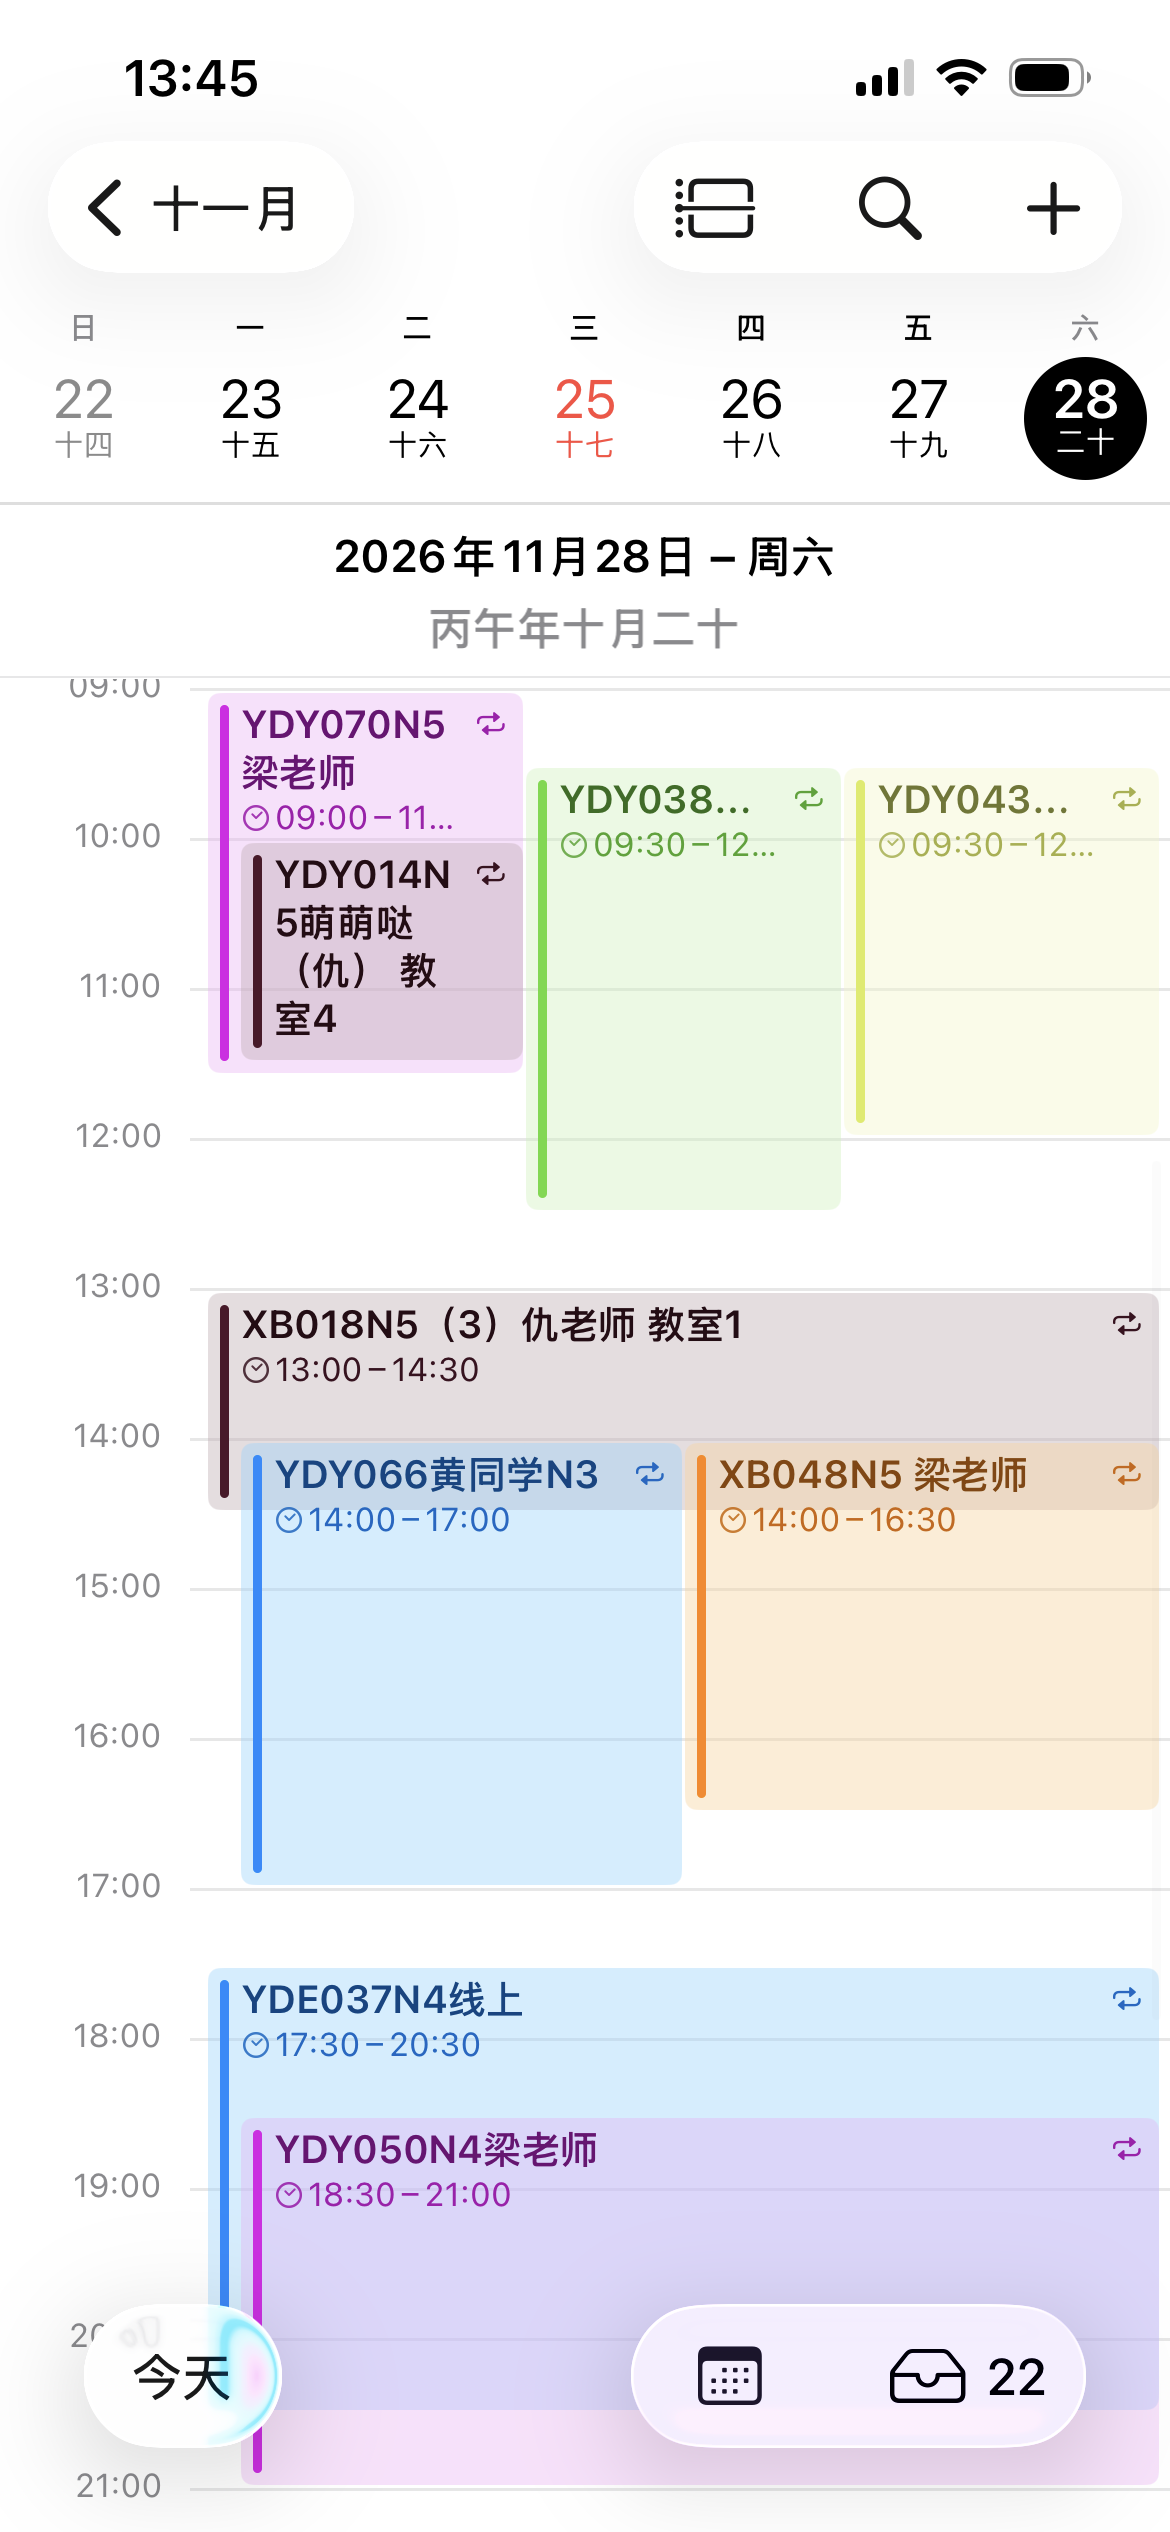 13:45
十一月
日 一 二 三 四 五 六
22 23 24 25 26 27 28
十四 十五 十六 十七 十八 十九 二十
2026年11月28日 – 周六
丙午年十月二十
09:00
YDY070N5
梁老师
09:00 – 11...
YDY038...
09:30 – 12...
YDY043...
09:30 – 12...
10:00
YDY014N
5萌萌哒
（仇） 教
室4
11:00
12:00
13:00
XB018N5（3）仇老师 教室1
13:00 – 14:30
14:00
YDY066黄同学N3
14:00 – 17:00
XB048N5 梁老师
14:00 – 16:30
15:00
16:00
17:00
YDE037N4线上
17:30 – 20:30
18:00
YDY050N4梁老师
18:30 – 21:00
19:00
20
今天
22
21:00